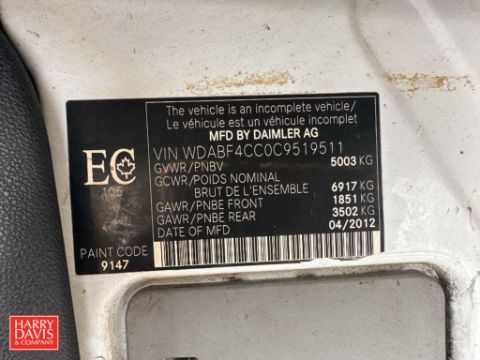 The vehicle is an incomplete vehicle/
Le véhicule est un véhicule incomplet
MFD BY DAIMLER AG
VIN WDABF4CC0C9519511
GVWR/PNBV 5003 KG
GCWR/POIDS NOMINAL
BRUT DE L'ENSEMBLE 6917 KG
GAWR/PNBE FRONT 1851 KG
GAWR/PNBE REAR 3502 KG
DATE OF MFD 04/2012
EC
105
PAINT CODE
9147
HARRY
DAVIS
& COMPANY